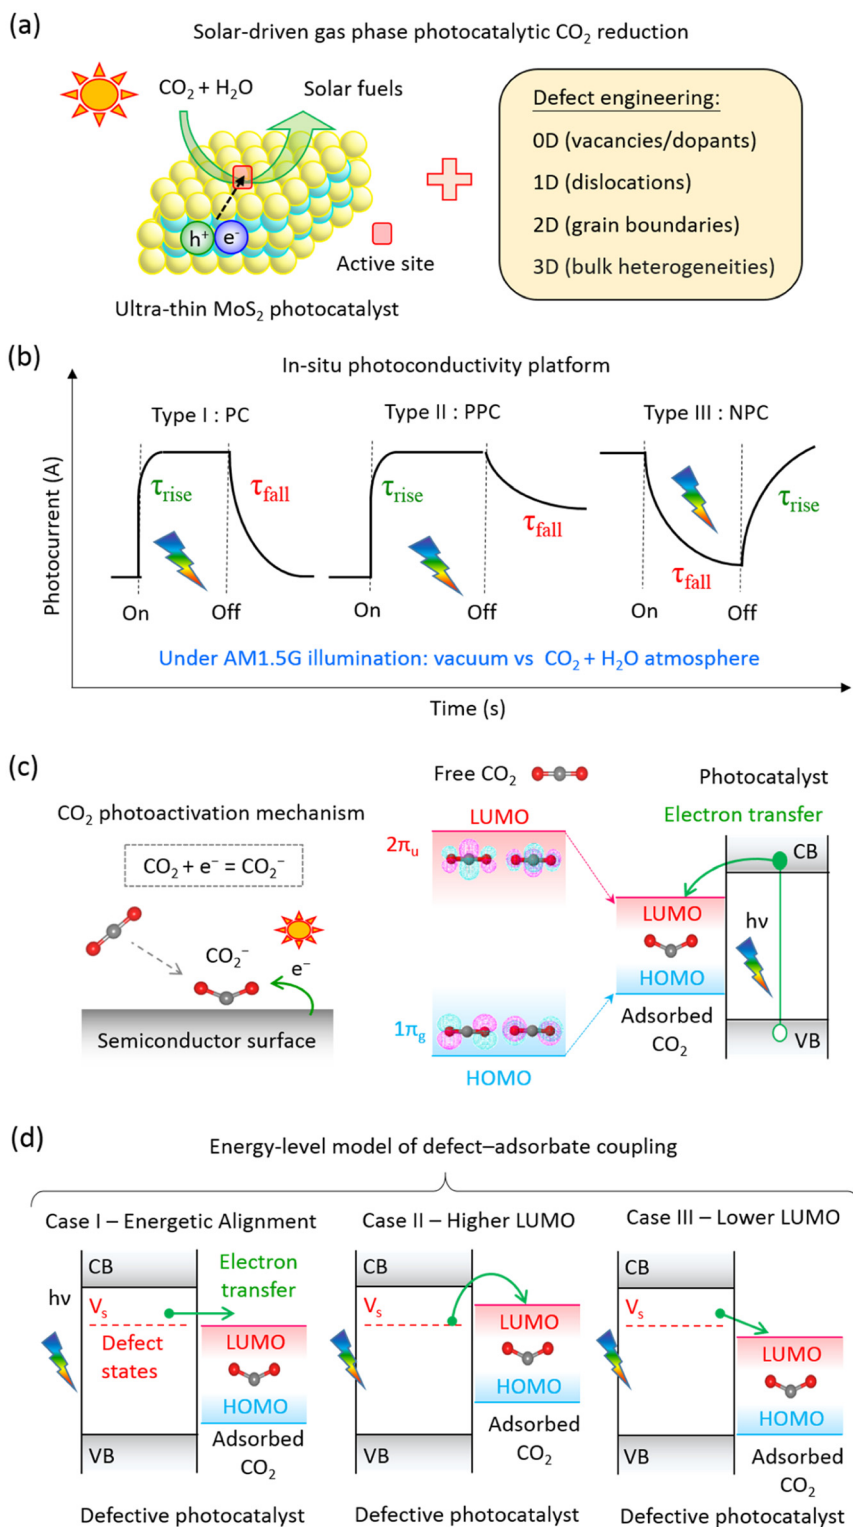 (a)
Solar-driven gas phase photocatalytic CO₂ reduction
CO₂ + H₂O
Solar fuels
h⁺
e⁻
Active site
Ultra-thin MoS₂ photocatalyst
Defect engineering:
0D (vacancies/dopants)
1D (dislocations)
2D (grain boundaries)
3D (bulk heterogeneities)
(b)
In-situ photoconductivity platform
Type I : PC
Type II : PPC
Type III : NPC
Photocurrent (A)
τrise
τfall
On
Off
τrise
τfall
On
Off
τfall
τrise
On
Off
Under AM1.5G illumination: vacuum vs CO₂ + H₂O atmosphere
Time (s)
(c)
CO₂ photoactivation mechanism
CO₂ + e⁻ = CO₂⁻
CO₂⁻
e⁻
Semiconductor surface
Free CO₂
LUMO
2πᵤ
1πg
HOMO
LUMO
HOMO
Adsorbed
CO₂
Photocatalyst
Electron transfer
CB
hν
VB
(d)
Energy-level model of defect–adsorbate coupling
Case I – Energetic Alignment
CB
Electron
transfer
hν
Vₛ
Defect
states
LUMO
HOMO
VB
Adsorbed
CO₂
Defective photocatalyst
Case II – Higher LUMO
CB
Vₛ
LUMO
HOMO
VB
Adsorbed
CO₂
Defective photocatalyst
Case III – Lower LUMO
CB
Vₛ
LUMO
HOMO
VB
Adsorbed
CO₂
Defective photocatalyst